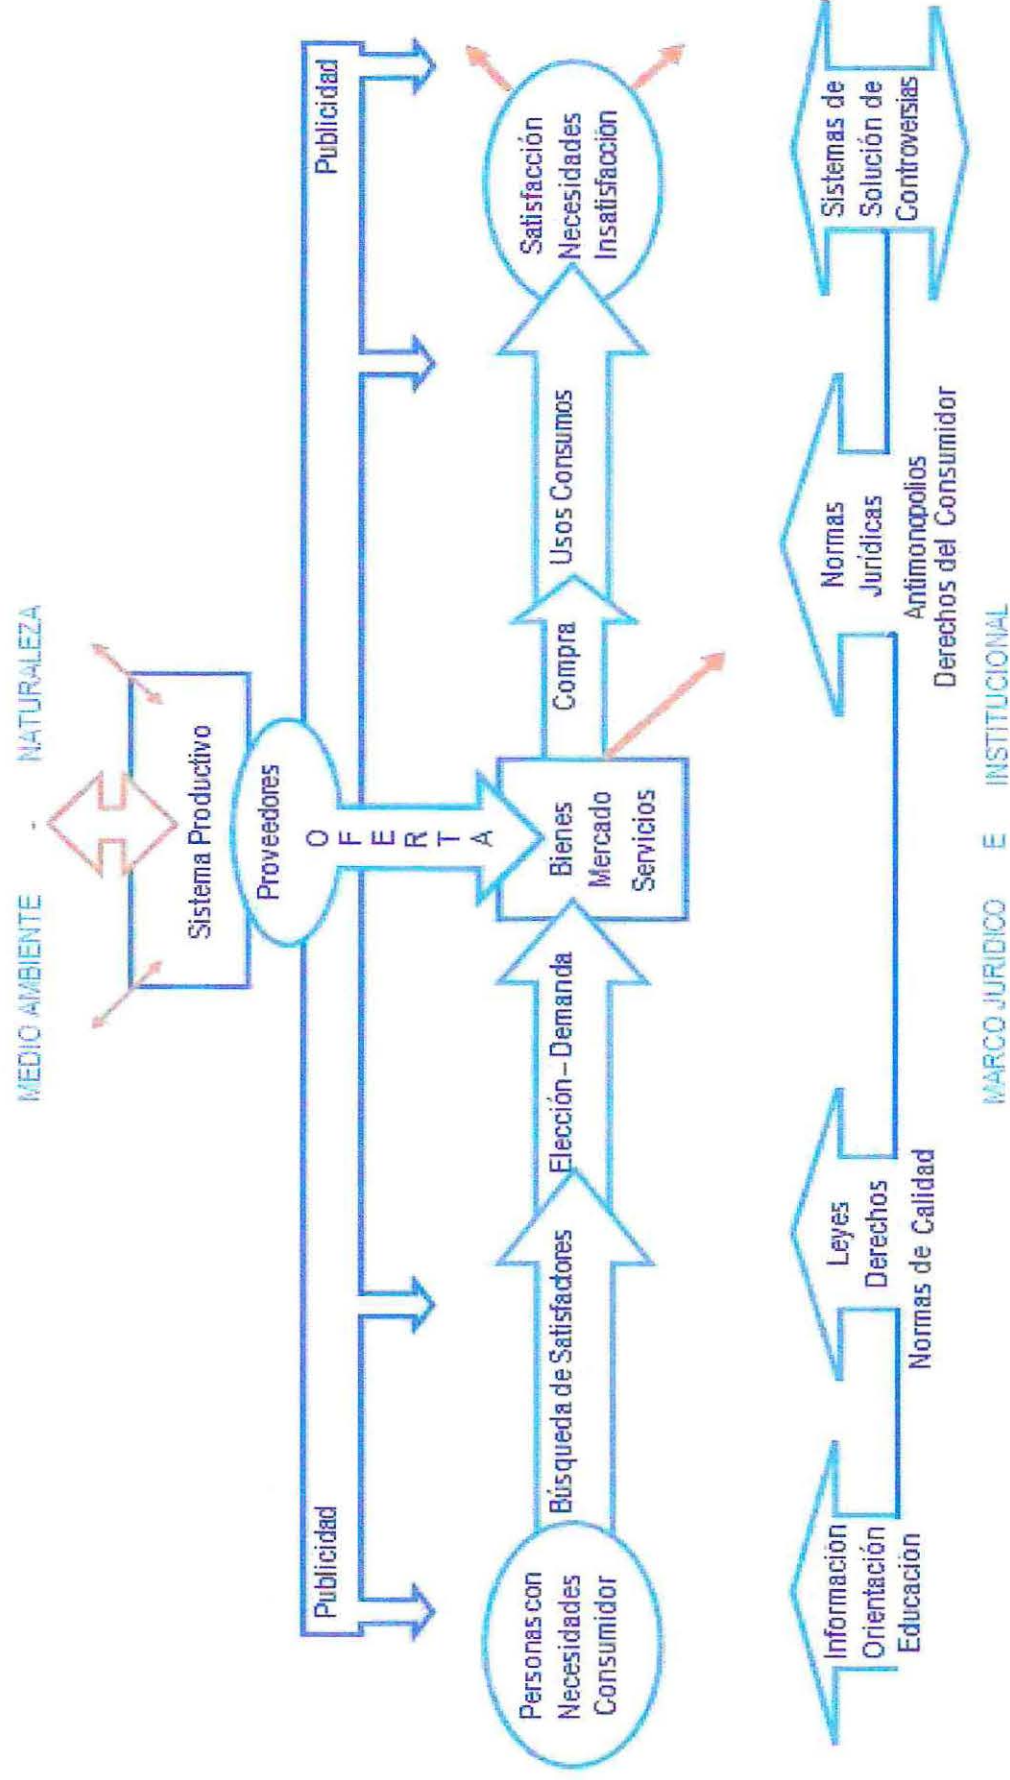 MEDIO AMBIENTE - NATURALEZA
Sistema Productivo
Proveedores
Publicidad
Publicidad
O
F
E
R
T
A
Personas con
Necesidades
Consumidor
Búsqueda de Satisfactores
Elección - Demanda
Bienes
Mercado
Servicios
Compra
Usos Consumos
Satisfacción
Necesidades
Insatisfacción
Información
Orientación
Educación
Leyes
Derechos
Normas de Calidad
Normas
Jurídicas
Antimonopolios
Derechos del Consumidor
Sistemas de
Solución de
Controversias
MARCO JURIDICO E INSTITUCIONAL